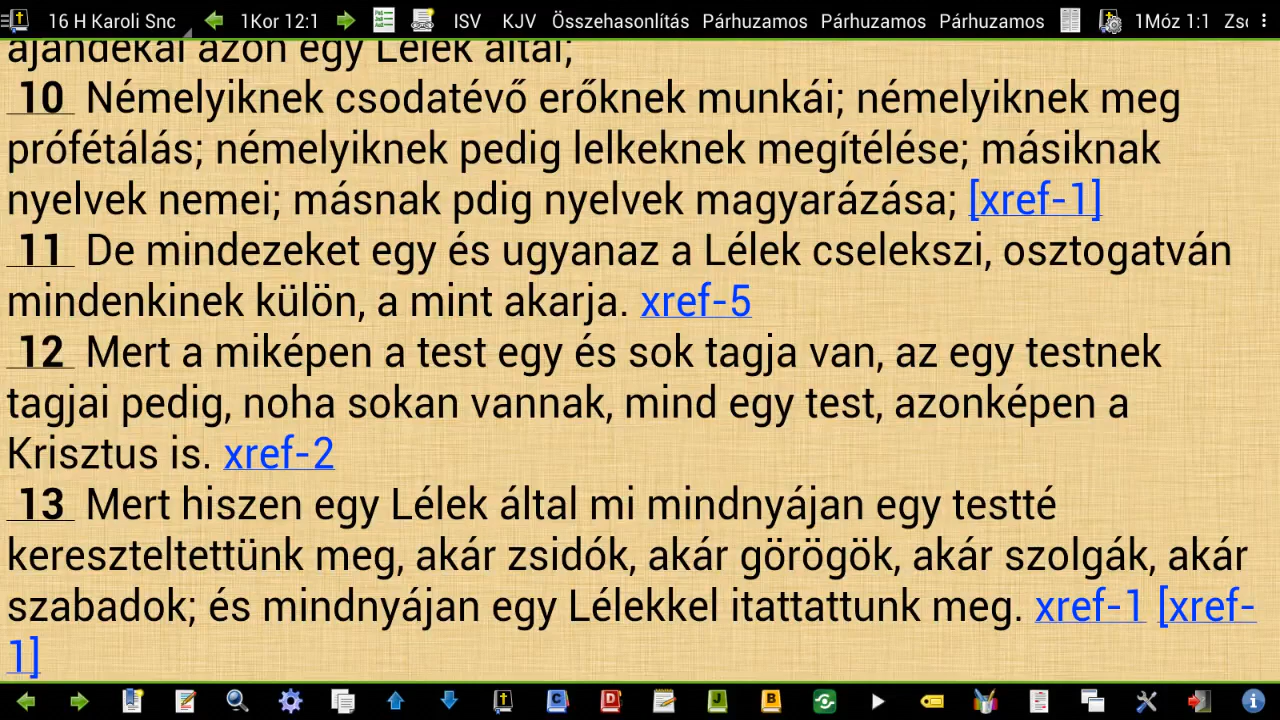 16 H Karoli Snc 1Kor 12:1 ISV KJV Összehasonlítás Párhuzamos Párhuzamos Párhuzamos 1Móz 1:1
ajándékai azon egy Lélek által;
10 Némelyiknek csodatévő erőknek munkái; némelyiknek meg
prófétálás; némelyiknek pedig lelkeknek megítélése; másiknak
nyelvek nemei; másnak pdig nyelvek magyarázása; [xref-1]
11 De mindezeket egy és ugyanaz a Lélek cselekszi, osztogatván
mindenkinek külön, a mint akarja. xref-5
12 Mert a miképen a test egy és sok tagja van, az egy testnek
tagjai pedig, noha sokan vannak, mind egy test, azonképen a
Krisztus is. xref-2
13 Mert hiszen egy Lélek által mi mindnyájan egy testté
kereszteltettünk meg, akár zsidók, akár görögök, akár szolgák, akár
szabadok; és mindnyájan egy Lélekkel itattattunk meg. xref-1 [xref-
1]
C D J B